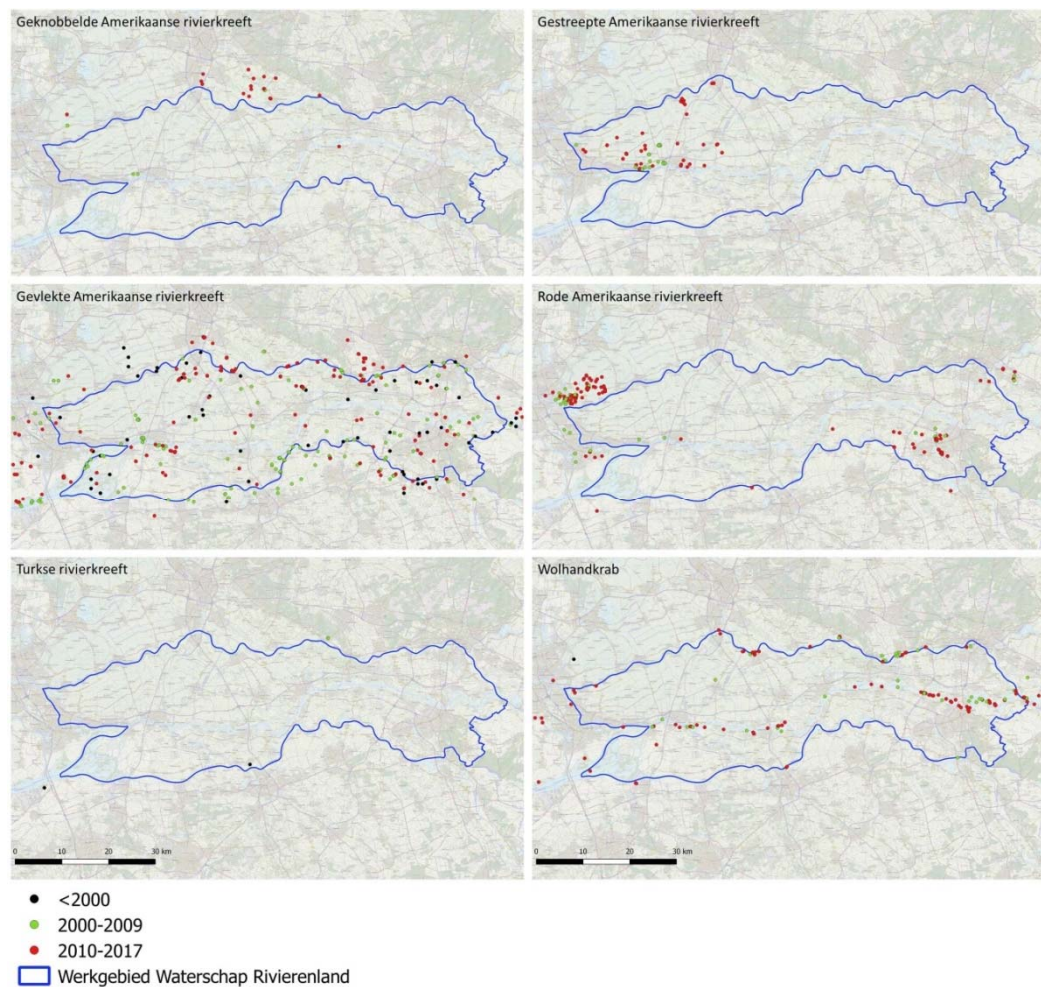 Geknobbelde Amerikaanse rivierkreeft
Gestreepte Amerikaanse rivierkreeft
Gevlekte Amerikaanse rivierkreeft
Rode Amerikaanse rivierkreeft
Turkse rivierkreeft
Wolhandkrab
0 10 20 30 km
0 10 20 30 km
<2000
2000-2009
2010-2017
Werkgebied Waterschap Rivierenland